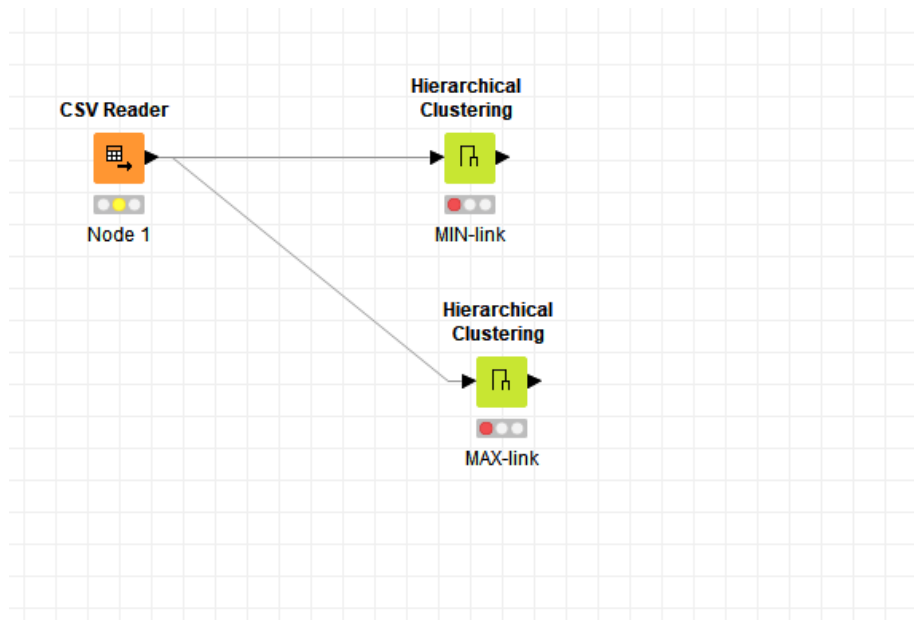 CSV Reader
Node 1
Hierarchical
Clustering
MIN-link
Hierarchical
Clustering
MAX-link